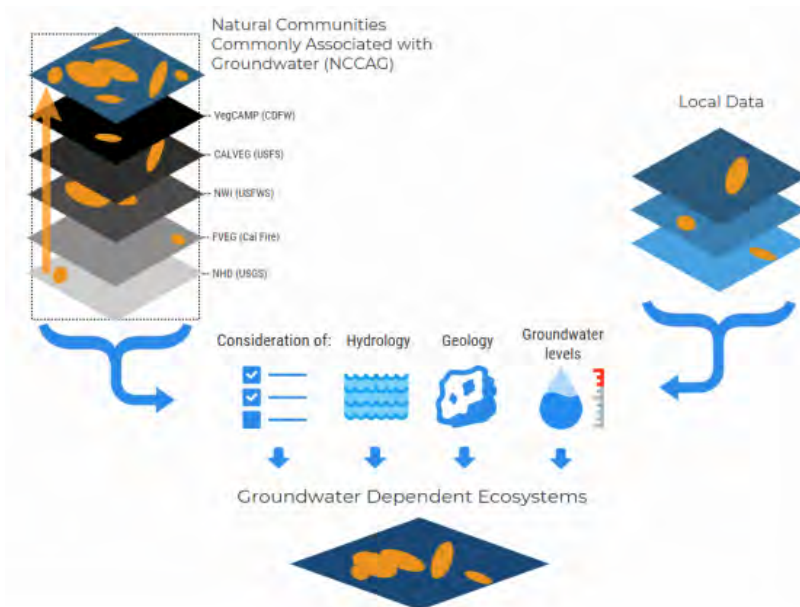 Natural Communities
Commonly Associated with
Groundwater (NCCAG)
VegCAMP (CDFW)
CALVEG (USFS)
NWI (USFWS)
FVEG (Cal Fire)
NHD (USGS)
Local Data
Consideration of:
Hydrology
Geology
Groundwater
levels
Groundwater Dependent Ecosystems